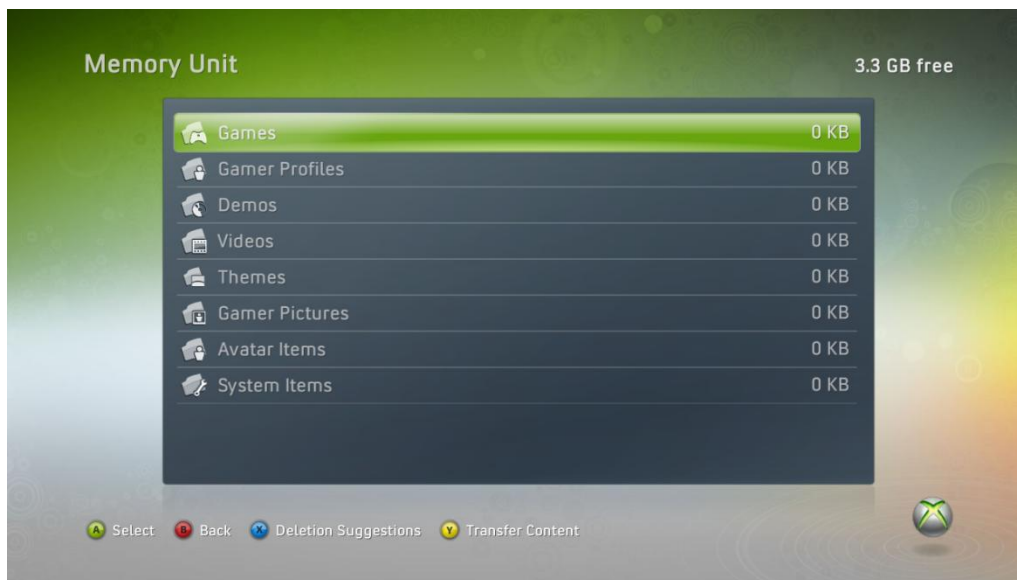 Memory Unit 3.3 GB free
Games 0 KB
Gamer Profiles 0 KB
Demos 0 KB
Videos 0 KB
Themes 0 KB
Gamer Pictures 0 KB
Avatar Items 0 KB
System Items 0 KB
A Select B Back X Deletion Suggestions Y Transfer Content